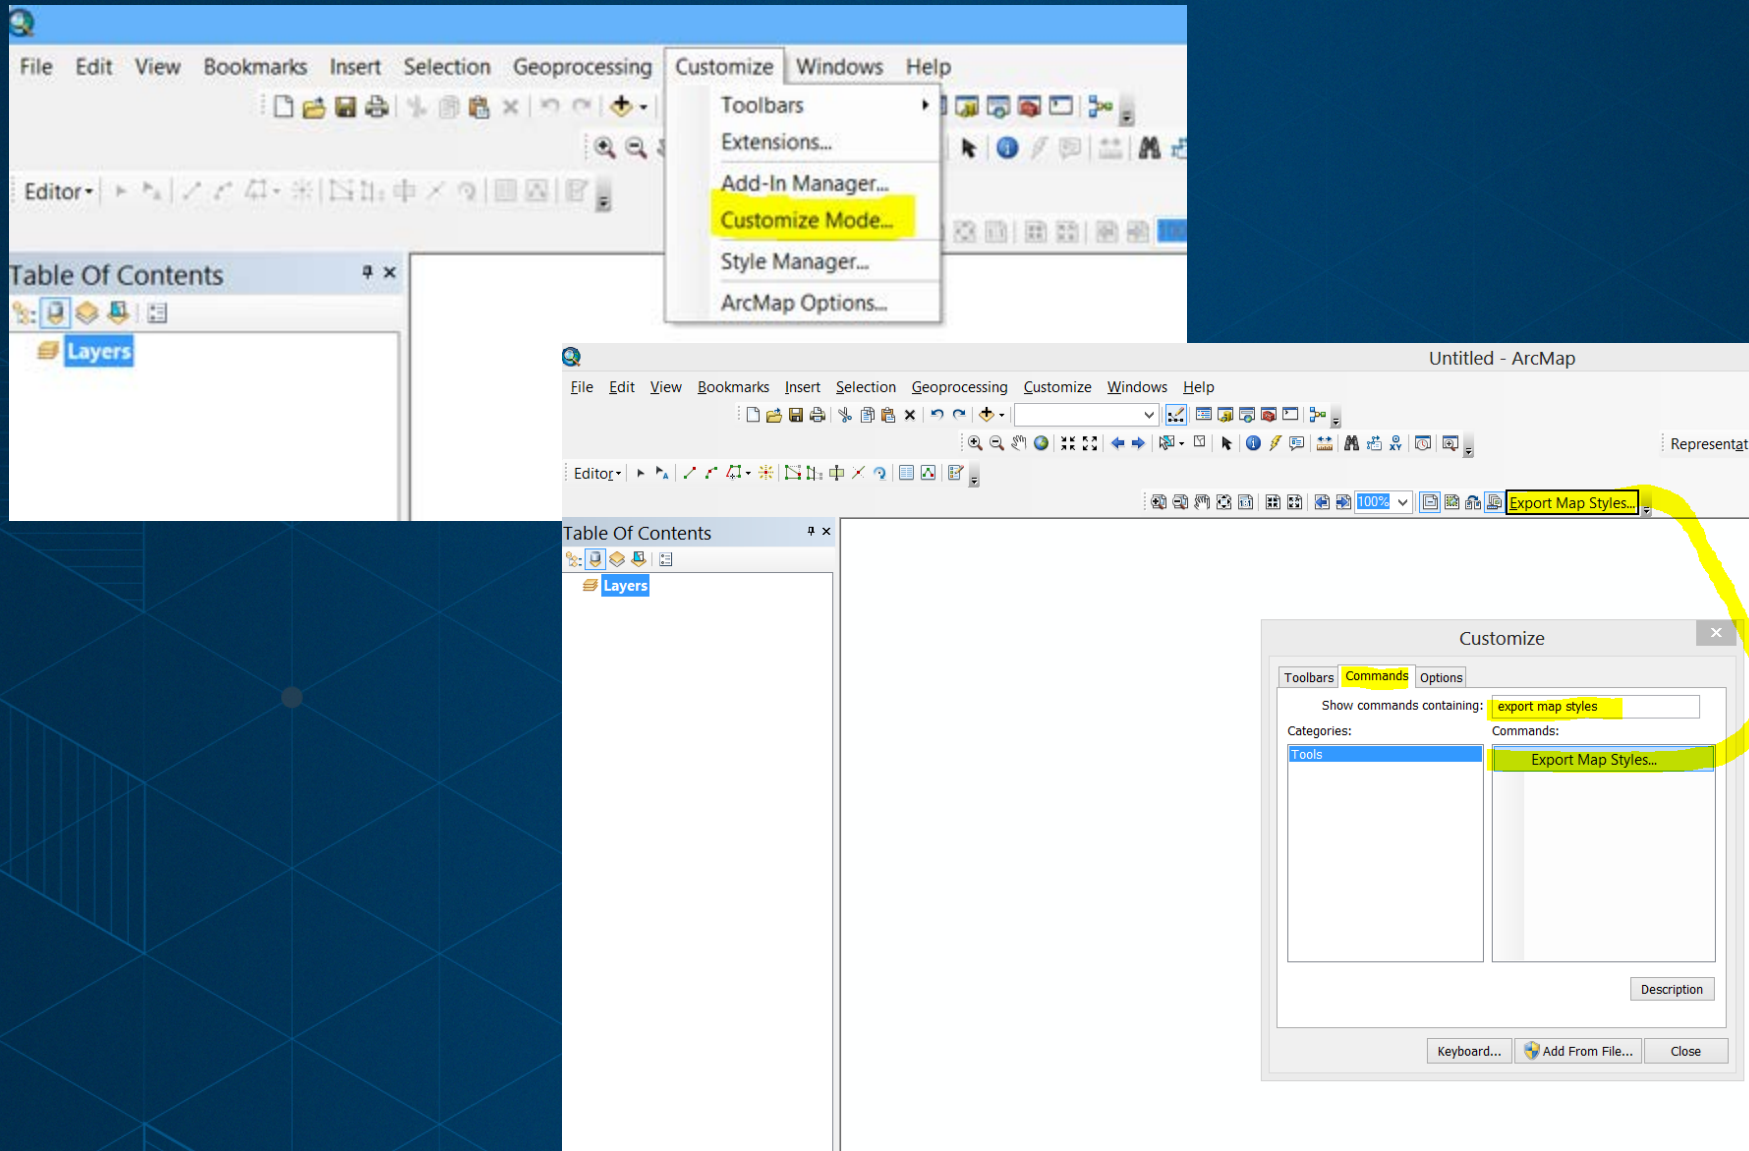 File Edit View Bookmarks Insert Selection Geoprocessing Customize Windows Help
Toolbars
Extensions...
Add-In Manager...
Customize Mode...
Style Manager...
ArcMap Options...
Editor
Table Of Contents
Layers
Untitled - ArcMap
File Edit View Bookmarks Insert Selection Geoprocessing Customize Windows Help
Representat
Editor
100% Export Map Styles...
Table Of Contents
Layers
Customize
Toolbars Commands Options
Show commands containing: export map styles
Categories: Commands:
Tools Export Map Styles...
Description
Keyboard... Add From File... Close